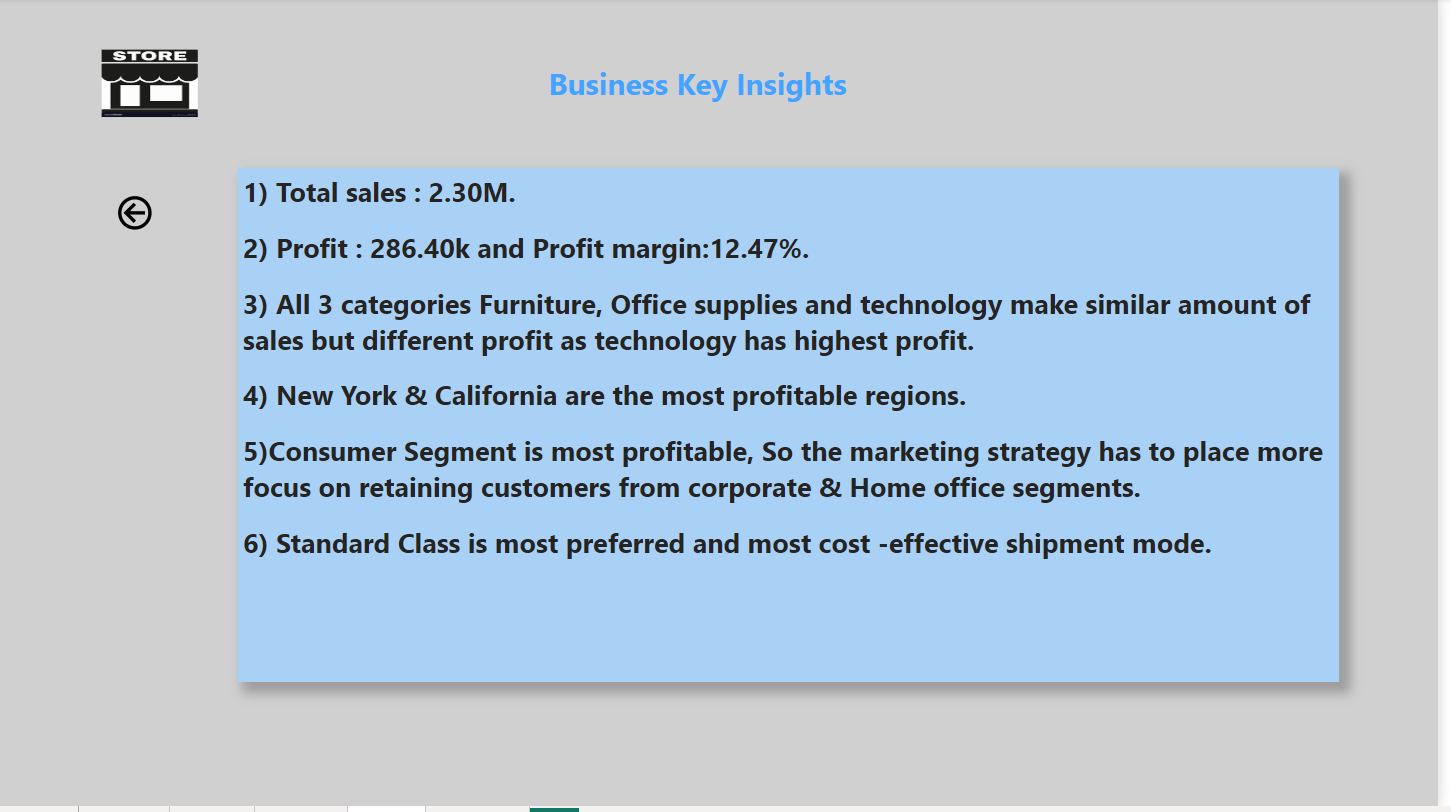 STORE
Business Key Insights
1) Total sales : 2.30M.
2) Profit : 286.40k and Profit margin:12.47%.
3) All 3 categories Furniture, Office supplies and technology make similar amount of
sales but different profit as technology has highest profit.
4) New York & California are the most profitable regions.
5)Consumer Segment is most profitable, So the marketing strategy has to place more
focus on retaining customers from corporate & Home office segments.
6) Standard Class is most preferred and most cost -effective shipment mode.